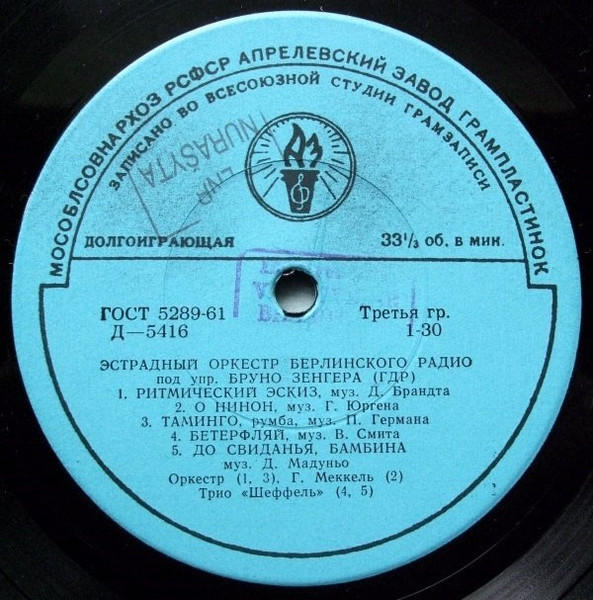 МОСОБЛСОВНАРХОЗ РСФСР АПРЕЛЕВСКИЙ ЗАВОД ГРАМПЛАСТИНОК
ЗАПИСАНО ВО ВСЕСОЮЗНОЙ СТУДИИ ГРАМЗАПИСИ
АЗ
NURAŠYTA
ДОЛГОИГРАЮЩАЯ 33⅓ об. в мин.
ГОСТ 5289-61 Третья гр.
Д—5416 1-30
ЭСТРАДНЫЙ ОРКЕСТР БЕРЛИНСКОГО РАДИО
под упр. БРУНО ЗЕНГЕРА (ГДР)
1. РИТМИЧЕСКИЙ ЭСКИЗ, муз. Д. Брандта
2. О НИНОН, муз. Г. Юргена
3. ТАМИНГО, румба, муз. П. Германа
4. БЕТЕРФЛЯЙ, муз. В. Смита
5. ДО СВИДАНЬЯ, БАМБИНА
муз. Д. Мадуньо
Оркестр (1, 3), Г. Меккель (2)
Трио «Шеффель» (4, 5)